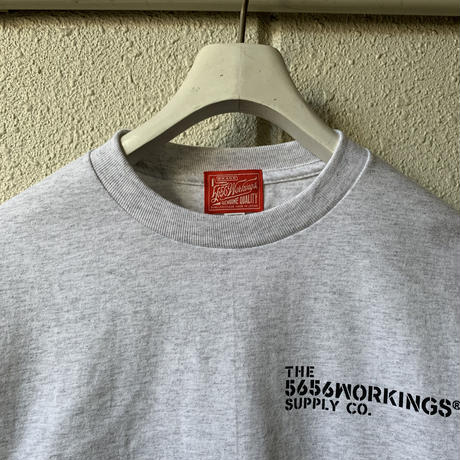 5656Workings
GENUINE QUALITY
THE
5656WORKINGS®
SUPPLY CO.